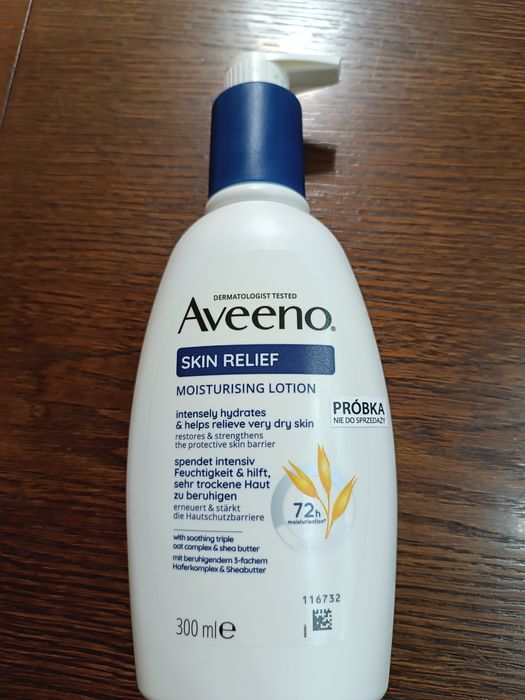 DERMATOLOGIST TESTED
Aveeno®
SKIN RELIEF
MOISTURISING LOTION
intensely hydrates
& helps relieve very dry skin
restores & strengthens
the protective skin barrier
PRÓBKA
NIE DO SPRZEDAŻY
spendet intensiv
Feuchtigkeit & hilft,
sehr trockene Haut
zu beruhigen
erneuert & stärkt
die Hautschutzbarriere
72h
moisturisation*
with soothing triple
oat complex & shea butter
mit beruhigendem 3-fachem
Haferkomplex & Sheabutter
116732
300 ml e